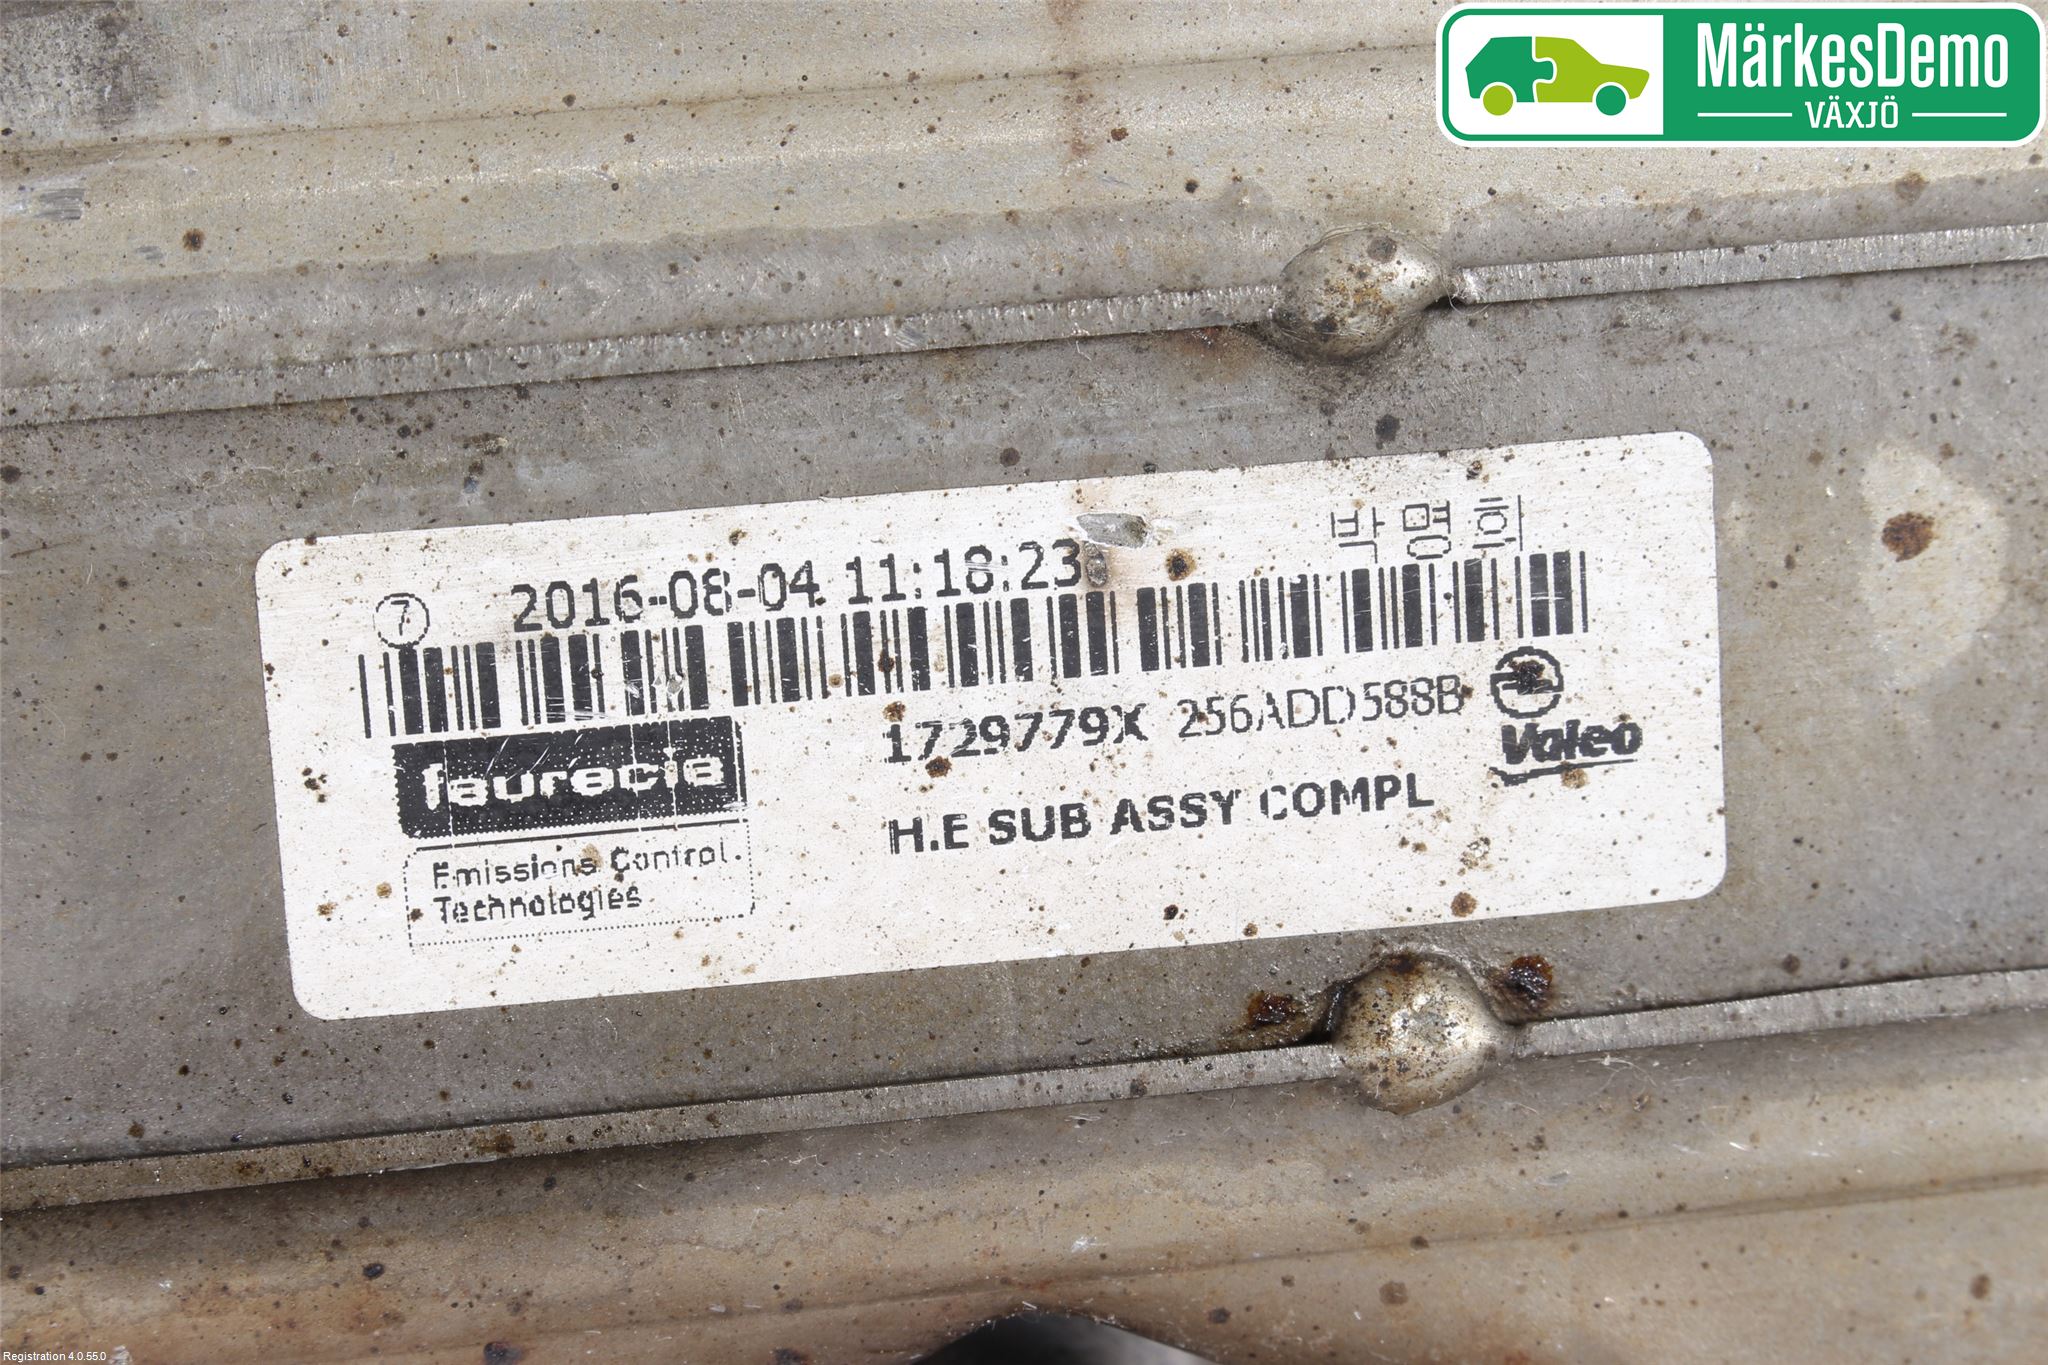 MärkesDemo
VÄXJÖ
박명희
7 2016-08-04 11:18:23
1729779X 256ADD588B
Valeo
faurecia
H.E SUB ASSY COMPL
Emissions Control
Technologies
Registration 4.0.55.0